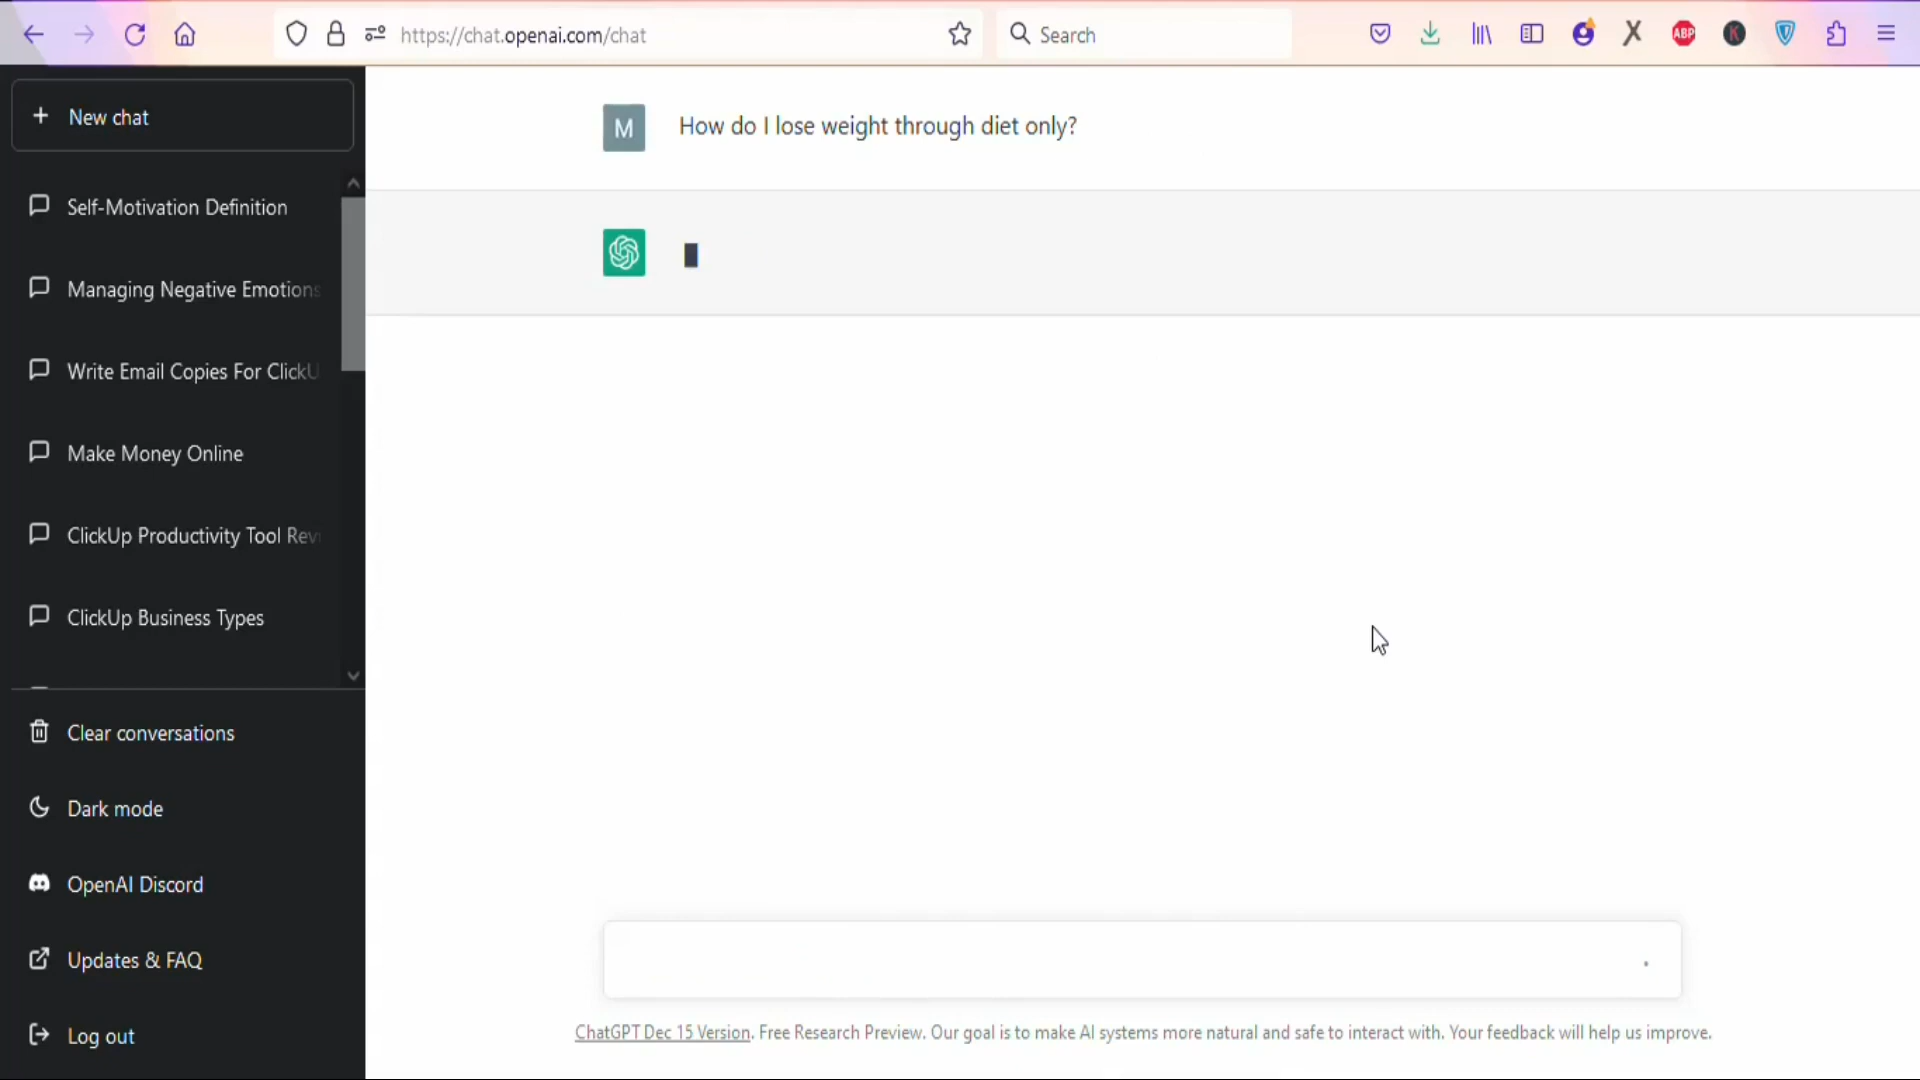 https://chat.openai.com/chat
Search
ABP
K
New chat
Self-Motivation Definition
Managing Negative Emotions
Write Email Copies For ClickU
Make Money Online
ClickUp Productivity Tool Rev
ClickUp Business Types
Clear conversations
Dark mode
OpenAI Discord
Updates & FAQ
Log out
M
How do I lose weight through diet only?
ChatGPT Dec 15 Version. Free Research Preview. Our goal is to make AI systems more natural and safe to interact with. Your feedback will help us improve.